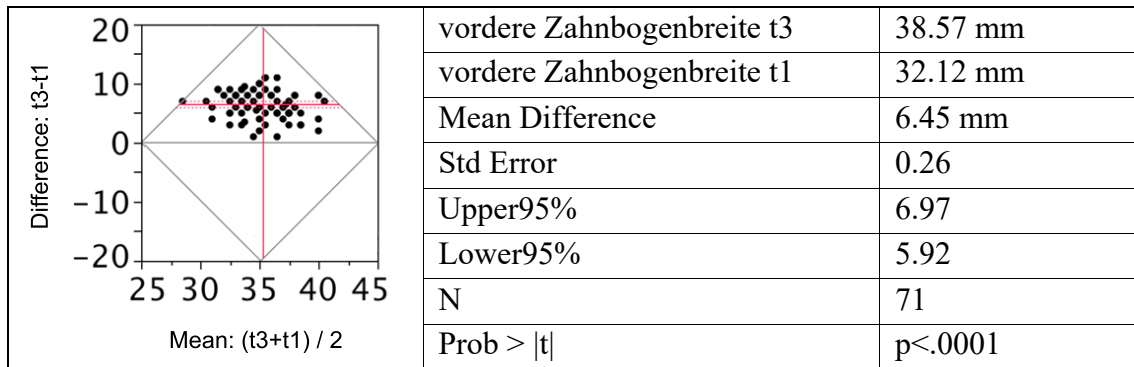 20
10
0
−10
−20
Difference: t3-t1
25 30 35 40 45
Mean: (t3+t1) / 2
vordere Zahnbogenbreite t3 38.57 mm
vordere Zahnbogenbreite t1 32.12 mm
Mean Difference 6.45 mm
Std Error 0.26
Upper95% 6.97
Lower95% 5.92
N 71
Prob > |t| p<.0001